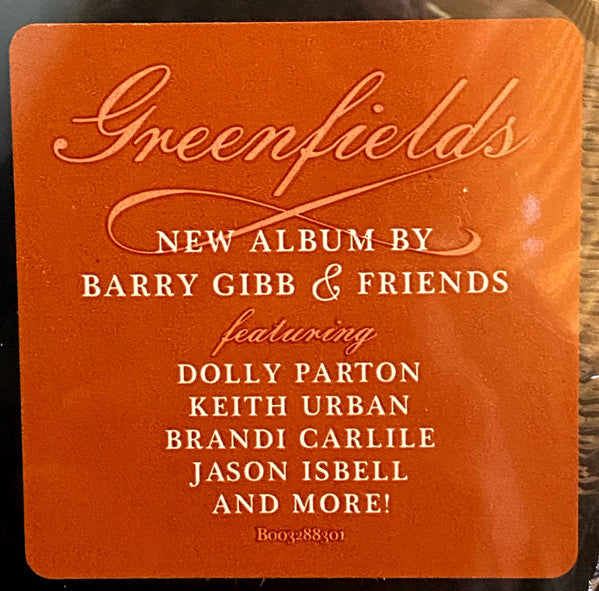 Greenfields
NEW ALBUM BY
BARRY GIBB & FRIENDS
featuring
DOLLY PARTON
KEITH URBAN
BRANDI CARLILE
JASON ISBELL
AND MORE!
B003288301